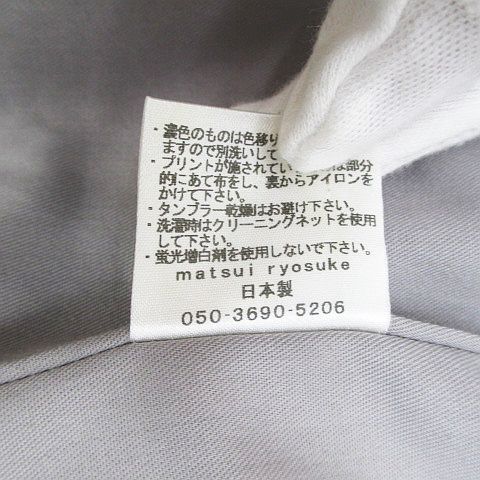 ・濃色のものは色移り
ますので別洗いして
・プリントが施されてい は部分
的にあて布をし、裏からアイロンを
かけて下さい。
・タンブラー乾燥はお避け下さい。
・洗濯時はクリーニングネットを使用
して下さい。
・蛍光増白剤を使用しないで下さい。
matsui ryosuke
日本製
050-3690-5206